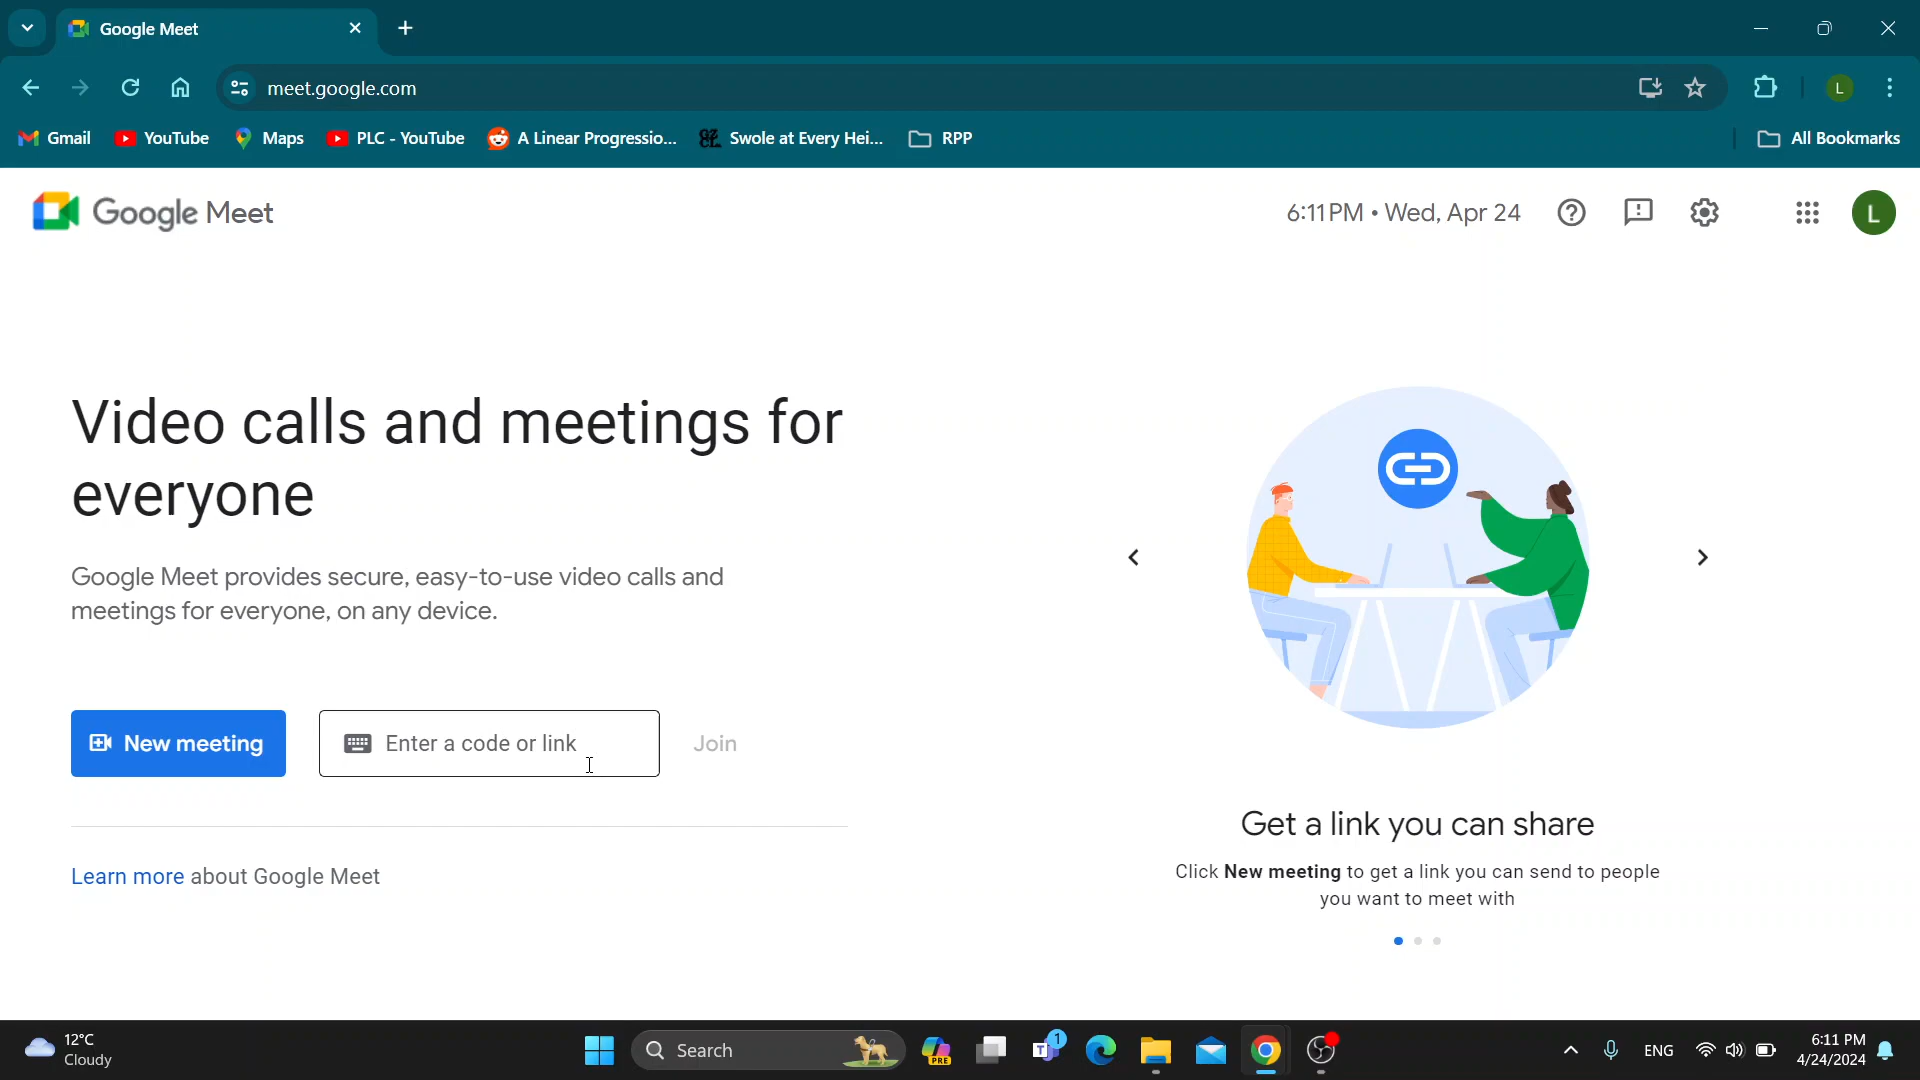 Google Meet
meet.google.com
Gmail YouTube Maps PLC - YouTube A Linear Progressio... Swole at Every Hei... RPP All Bookmarks
L
Google Meet 6:11 PM • Wed, Apr 24 L
Video calls and meetings for
everyone
Google Meet provides secure, easy-to-use video calls and
meetings for everyone, on any device.
New meeting Enter a code or link Join
Learn more about Google Meet
Get a link you can share
Click New meeting to get a link you can send to people
you want to meet with
12°C
Cloudy
Search
PRE
T
1
ENG
6:11 PM
4/24/2024